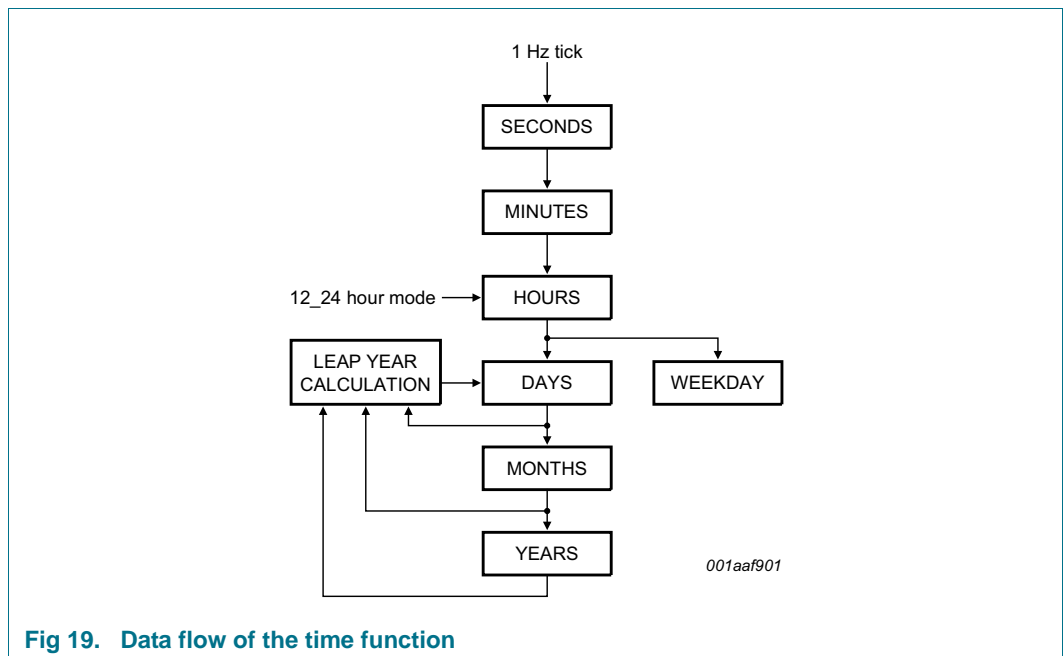 1 Hz tick
SECONDS
MINUTES
12_24 hour mode
HOURS
LEAP YEAR
CALCULATION
DAYS
WEEKDAY
MONTHS
YEARS
001aaf901
Fig 19. Data flow of the time function